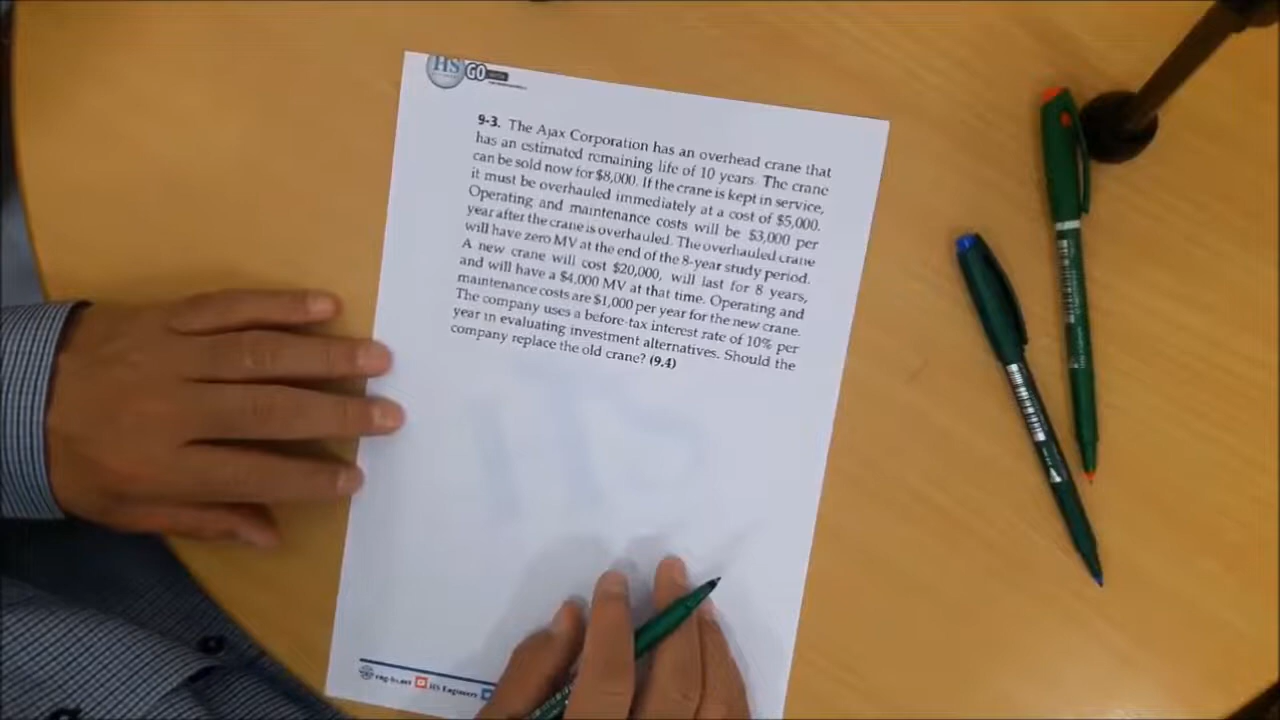 HS
GO
9-3. The Ajax Corporation has an overhead crane that
has an estimated remaining life of 10 years. The crane
can be sold now for $8,000. If the crane is kept in service,
it must be overhauled immediately at a cost of $5,000.
Operating and maintenance costs will be $3,000 per
year after the crane is overhauled. The overhauled crane
will have zero MV at the end of the 8-year study period.
A new crane will cost $20,000, will last for 8 years,
and will have a $4,000 MV at that time. Operating and
maintenance costs are $1,000 per year for the new crane.
The company uses a before-tax interest rate of 10% per
year in evaluating investment alternatives. Should the
company replace the old crane? (9.4)
HS Engineers